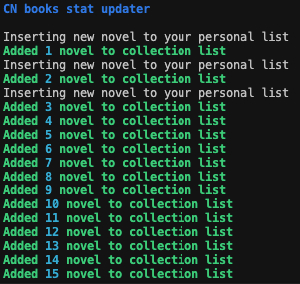 CN books stat updater
Inserting new novel to your personal list
Added 1 novel to collection list
Inserting new novel to your personal list
Added 2 novel to collection list
Inserting new novel to your personal list
Added 3 novel to collection list
Added 4 novel to collection list
Added 5 novel to collection list
Added 6 novel to collection list
Added 7 novel to collection list
Added 8 novel to collection list
Added 9 novel to collection list
Added 10 novel to collection list
Added 11 novel to collection list
Added 12 novel to collection list
Added 13 novel to collection list
Added 14 novel to collection list
Added 15 novel to collection list